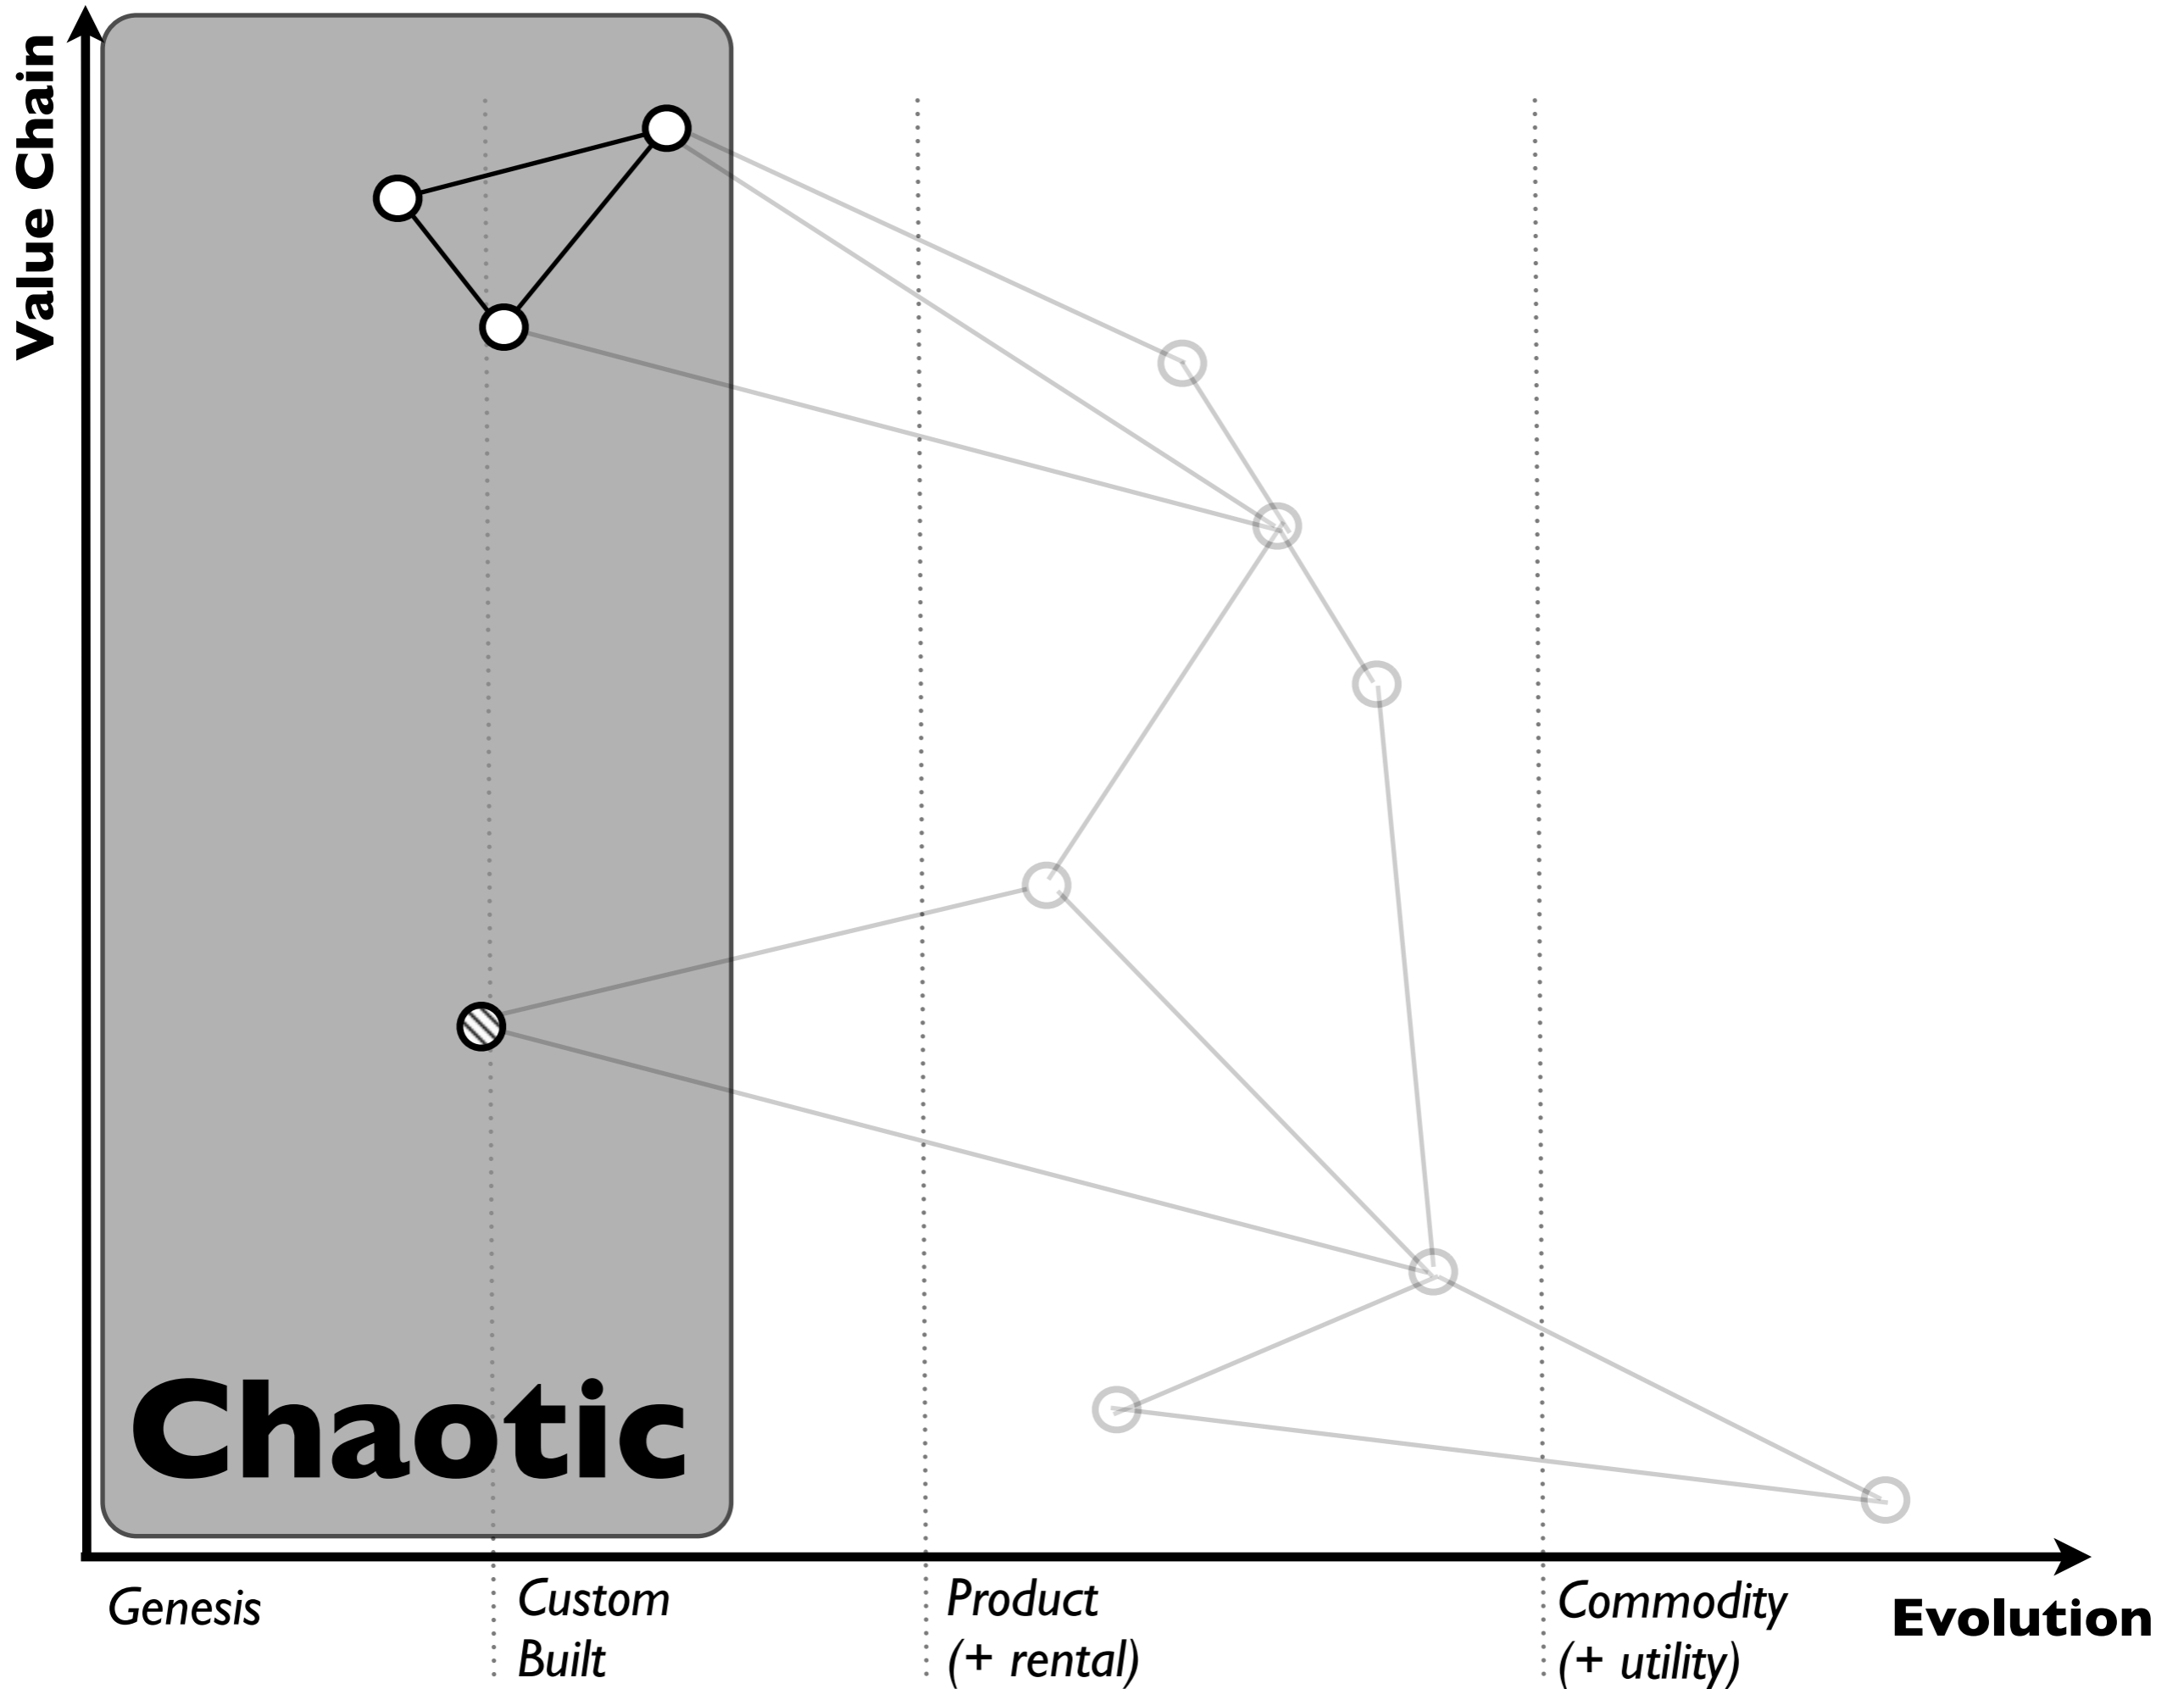 Value Chain
Chaotic
Genesis
Custom
Built
Product
(+ rental)
Commodity
(+ utility)
Evolution